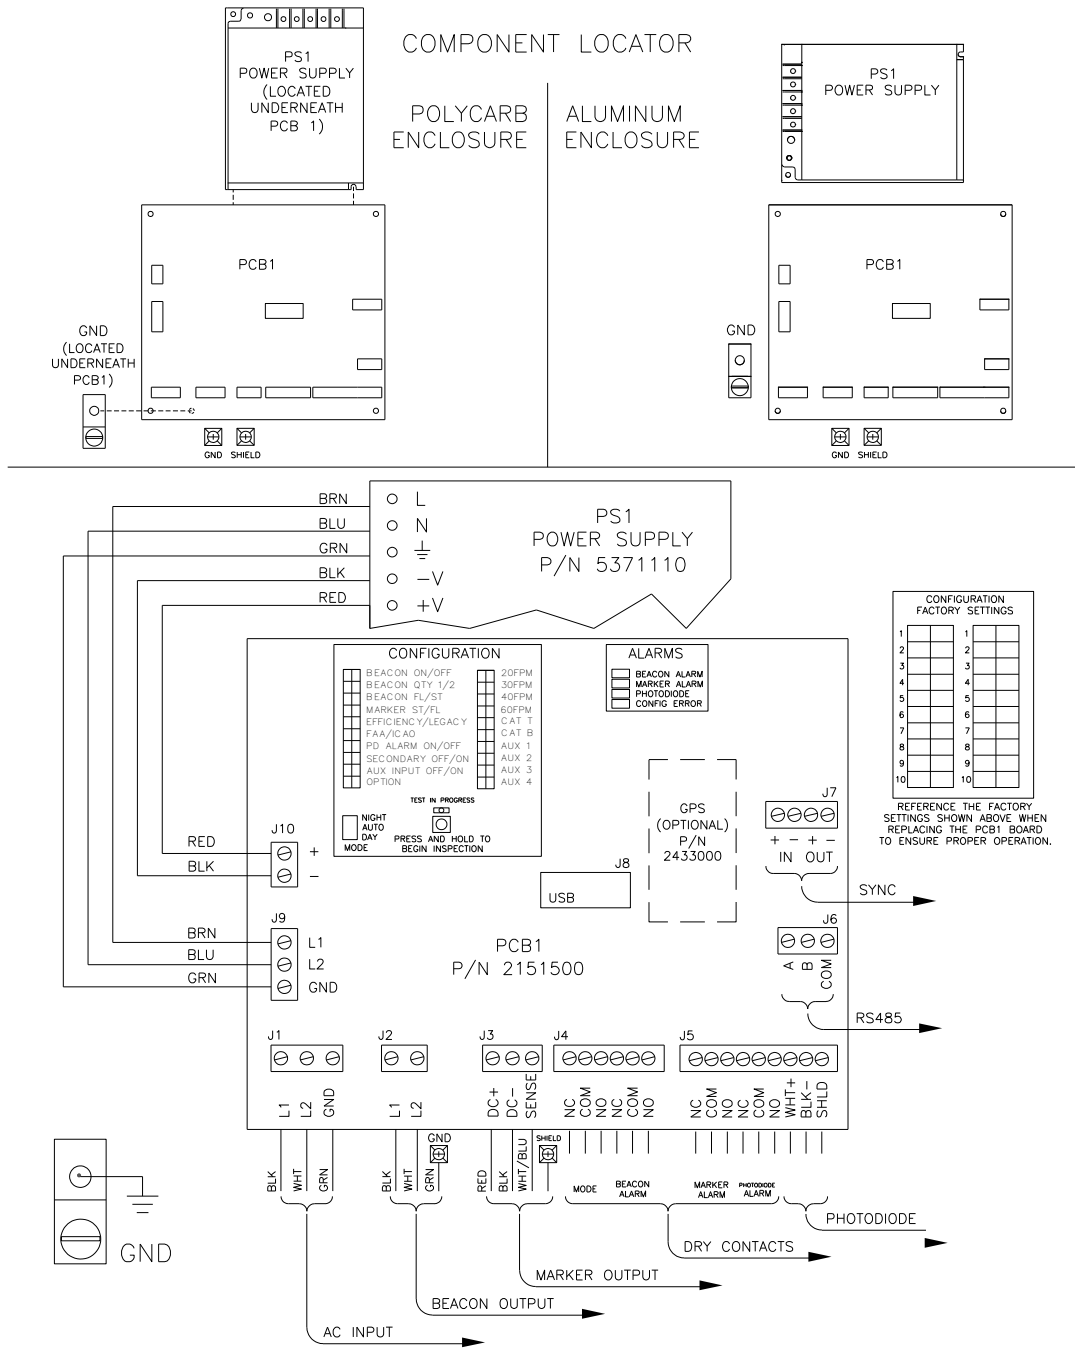 COMPONENT LOCATOR
POLYCARB
ENCLOSURE
ALUMINUM
ENCLOSURE
PS1
POWER SUPPLY
(LOCATED
UNDERNEATH
PCB 1)
PCB1
GND
(LOCATED
UNDERNEATH
PCB1)
GND SHIELD
PS1
POWER SUPPLY
PCB1
GND
GND SHIELD
BRN L
BLU N
GRN
BLK -V
RED +V
PS1
POWER SUPPLY
P/N 5371110
CONFIGURATION
FACTORY SETTINGS
1 1
2 2
3 3
4 4
5 5
6 6
7 7
8 8
9 9
10 10
REFERENCE THE FACTORY
SETTINGS SHOWN ABOVE WHEN
REPLACING THE PCB1 BOARD
TO ENSURE PROPER OPERATION.
CONFIGURATION
BEACON ON/OFF 20FPM
BEACON QTY 1/2 30FPM
BEACON FL/ST 40FPM
MARKER ST/FL 60FPM
EFFICIENCY/LEGACY CAT T
FAA/ICAO CAT B
PD ALARM ON/OFF AUX 1
SECONDARY OFF/ON AUX 2
AUX INPUT OFF/ON AUX 3
OPTION AUX 4
NIGHT
AUTO
DAY
MODE
TEST IN PROGRESS
PRESS AND HOLD TO
BEGIN INSPECTION
ALARMS
BEACON ALARM
MARKER ALARM
PHOTODIODE
CONFIG ERROR
GPS
(OPTIONAL)
P/N
2433000
J7
+ - + -
IN OUT
SYNC
J8
USB
J10
RED +
BLK -
J9
BRN L1
BLU L2
GRN GND
PCB1
P/N 2151500
J6
A B COM
RS485
J1 J2 J3 J4 J5
L1 L2 GND
L1 L2
DC+ DC- SENSE
NC COM NO NC COM NO
NC COM NO NC COM NO WHT+ BLK- SHLD
BLK WHT GRN
BLK WHT GRN
GND
RED BLK WHT/BLU
SHIELD
MODE
BEACON
ALARM
MARKER
ALARM
PHOTODIODE
ALARM
PHOTODIODE
DRY CONTACTS
MARKER OUTPUT
BEACON OUTPUT
AC INPUT
GND